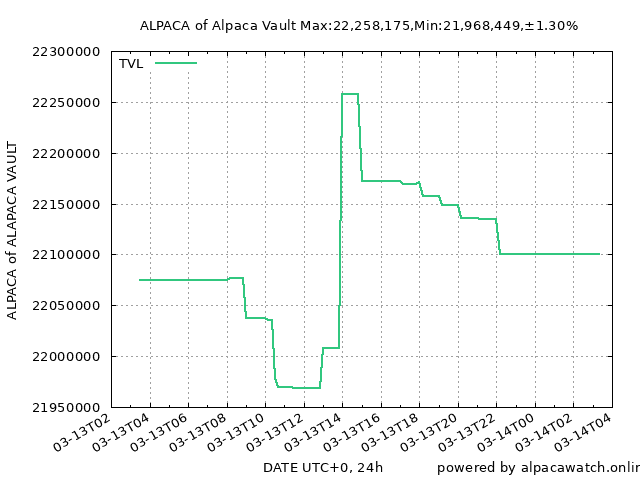 ALPACA of Alpaca Vault Max:22,258,175,Min:21,968,449,±1.30%
TVL
22300000
22250000
22200000
22150000
22100000
22050000
22000000
21950000
ALPACA of ALAPACA VAULT
03-13T02
03-13T04
03-13T06
03-13T08
03-13T10
03-13T12
03-13T14
03-13T16
03-13T18
03-13T20
03-13T22
03-14T00
03-14T02
03-14T04
DATE UTC+0, 24h
powered by alpacawatch.onlin